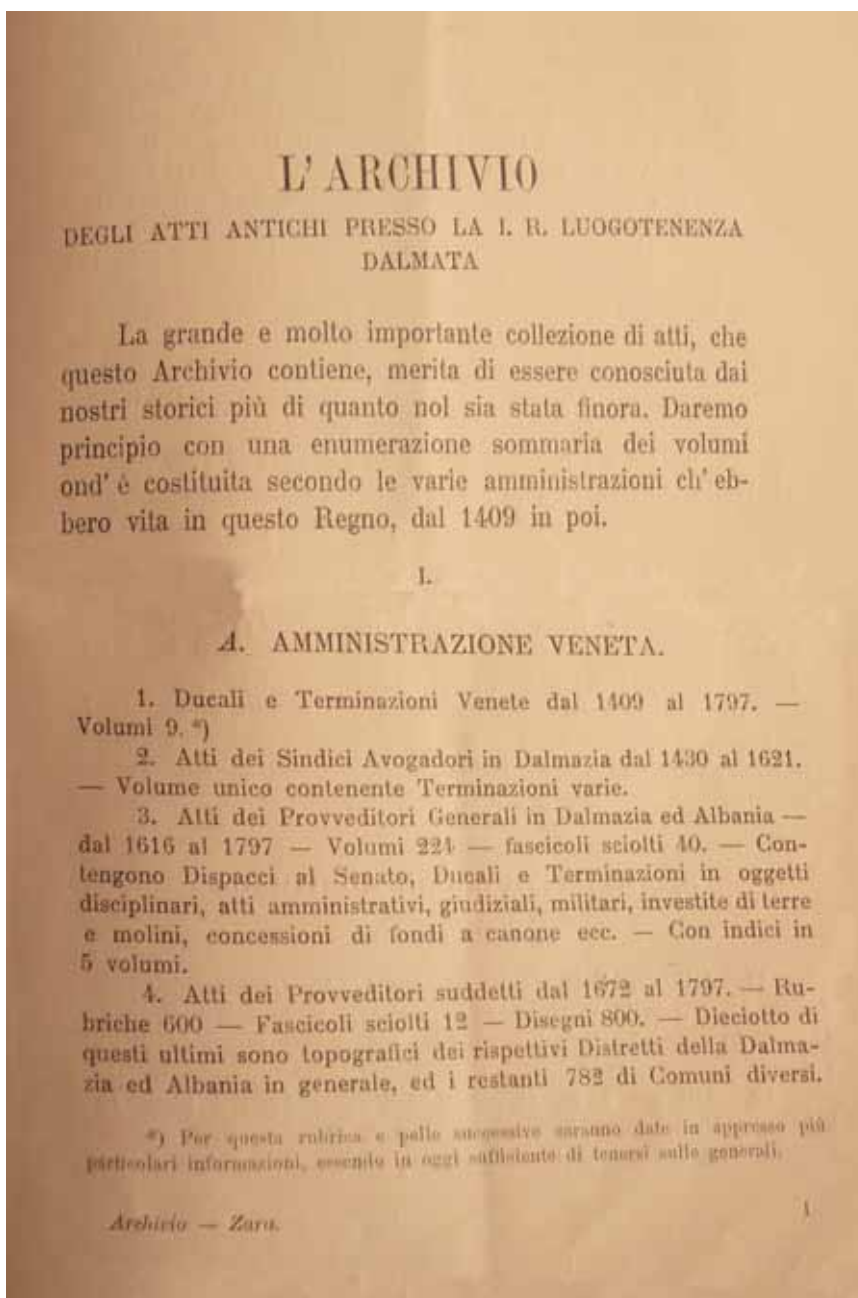 L' ARCHIVIO
DEGLI ATTI ANTICHI PRESSO LA I. R. LUOGOTENENZA
DALMATA
La grande e molto importante collezione di atti, che
questo Archivio contiene, merita di essere conosciuta dai
nostri storici più di quanto nol sia stata finora. Daremo
principio con una enumerazione sommaria dei volumi
ond' è costituita secondo le varie amministrazioni ch' eb-
bero vita in questo Regno, dal 1409 in poi.
I.
A. AMMINISTRAZIONE VENETA.
1. Ducali e Terminazioni Venete dal 1409 al 1797. —
Volumi 9. *)
2. Atti dei Sindici Avogadori in Dalmazia dal 1430 al 1621.
— Volume unico contenente Terminazioni varie.
3. Atti dei Provveditori Generali in Dalmazia ed Albania —
dal 1616 al 1797 — Volumi 221 — fascicoli sciolti 40. — Con-
tengono Dispacci al Senato, Ducali e Terminazioni in oggetti
disciplinari, atti amministrativi, giudiziali, militari, investite di terre
e molini, concessioni di fondi a canone ecc. — Con indici in
5 volumi.
4. Atti dei Provveditori suddetti dal 1672 al 1797. — Ru-
briche 600 — Fascicoli sciolti 12 — Disegni 800. — Dieciotto di
questi ultimi sono topografici dei rispettivi Distretti della Dalma-
zia ed Albania in generale, ed i restanti 782 di Comuni diversi.
*) Per questa rubrica e pelle successive saranno date in appresso più
particolari informazioni, essendo in oggi sufficiente di tenersi sulle generali.
Archivio — Zara.
1